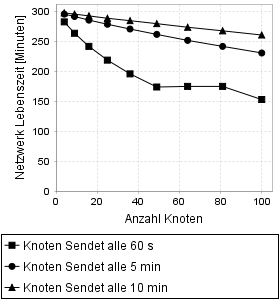 Netzwerk Lebenszeit [Minuten]
300
250
200
150
100
50
0
0 20 40 60 80 100
Anzahl Knoten
Knoten Sendet alle 60 s
Knoten Sendet alle 5 min
Knoten Sendet alle 10 min